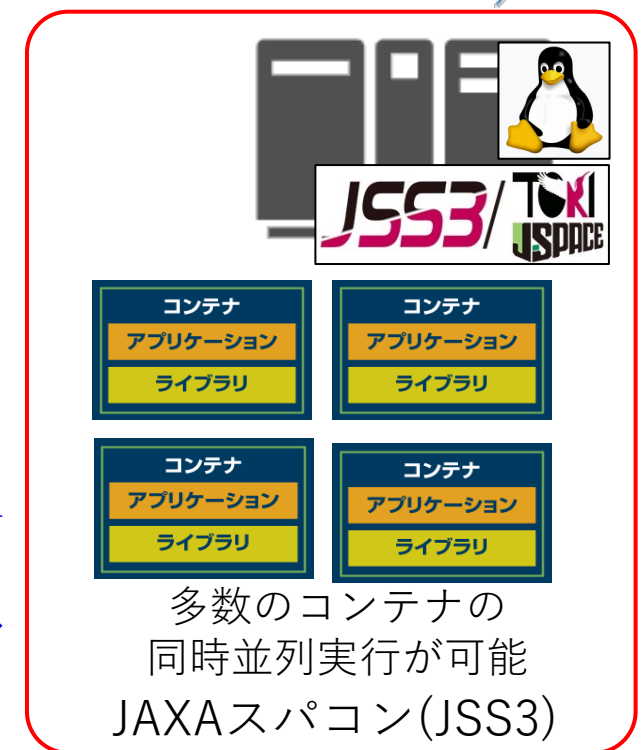 JSS3/TOKI
J-SPACE
コンテナ
アプリケーション
ライブラリ
コンテナ
アプリケーション
ライブラリ
コンテナ
アプリケーション
ライブラリ
コンテナ
アプリケーション
ライブラリ
多数のコンテナの
同時並列実行が可能
JAXAスパコン(JSS3)